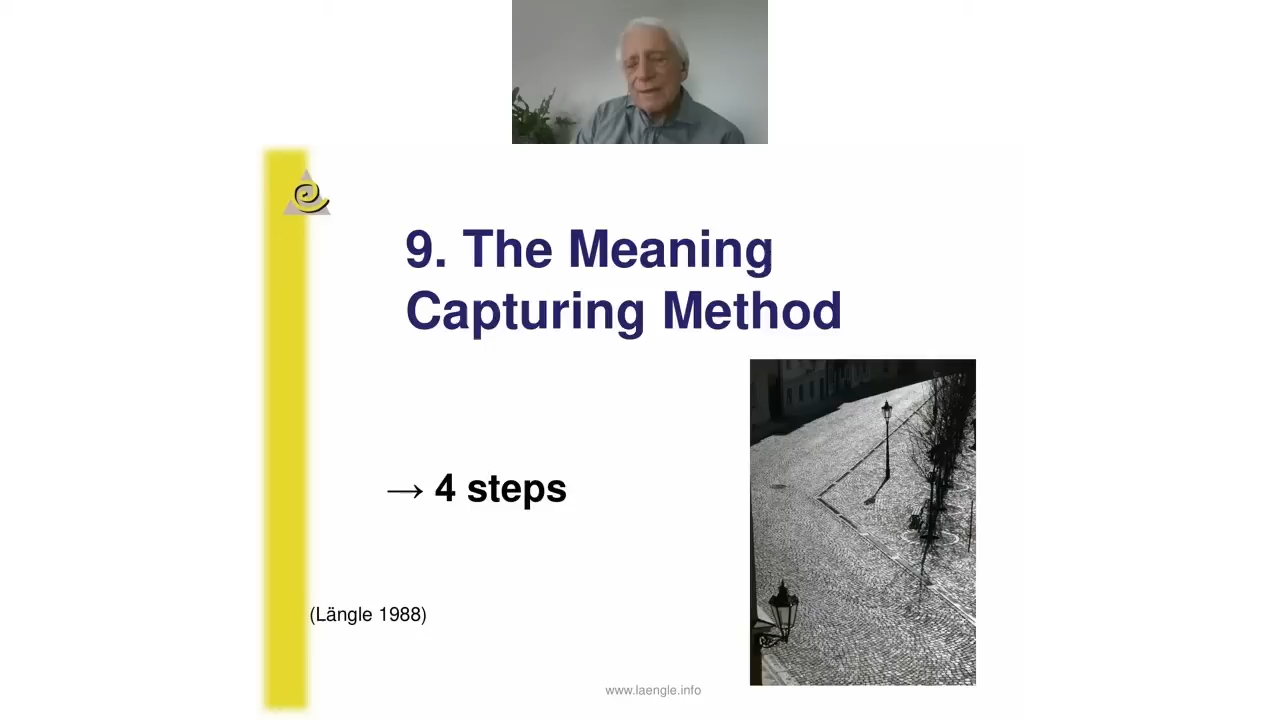 9. The Meaning
Capturing Method
→ 4 steps
(Längle 1988)
www.laengle.info